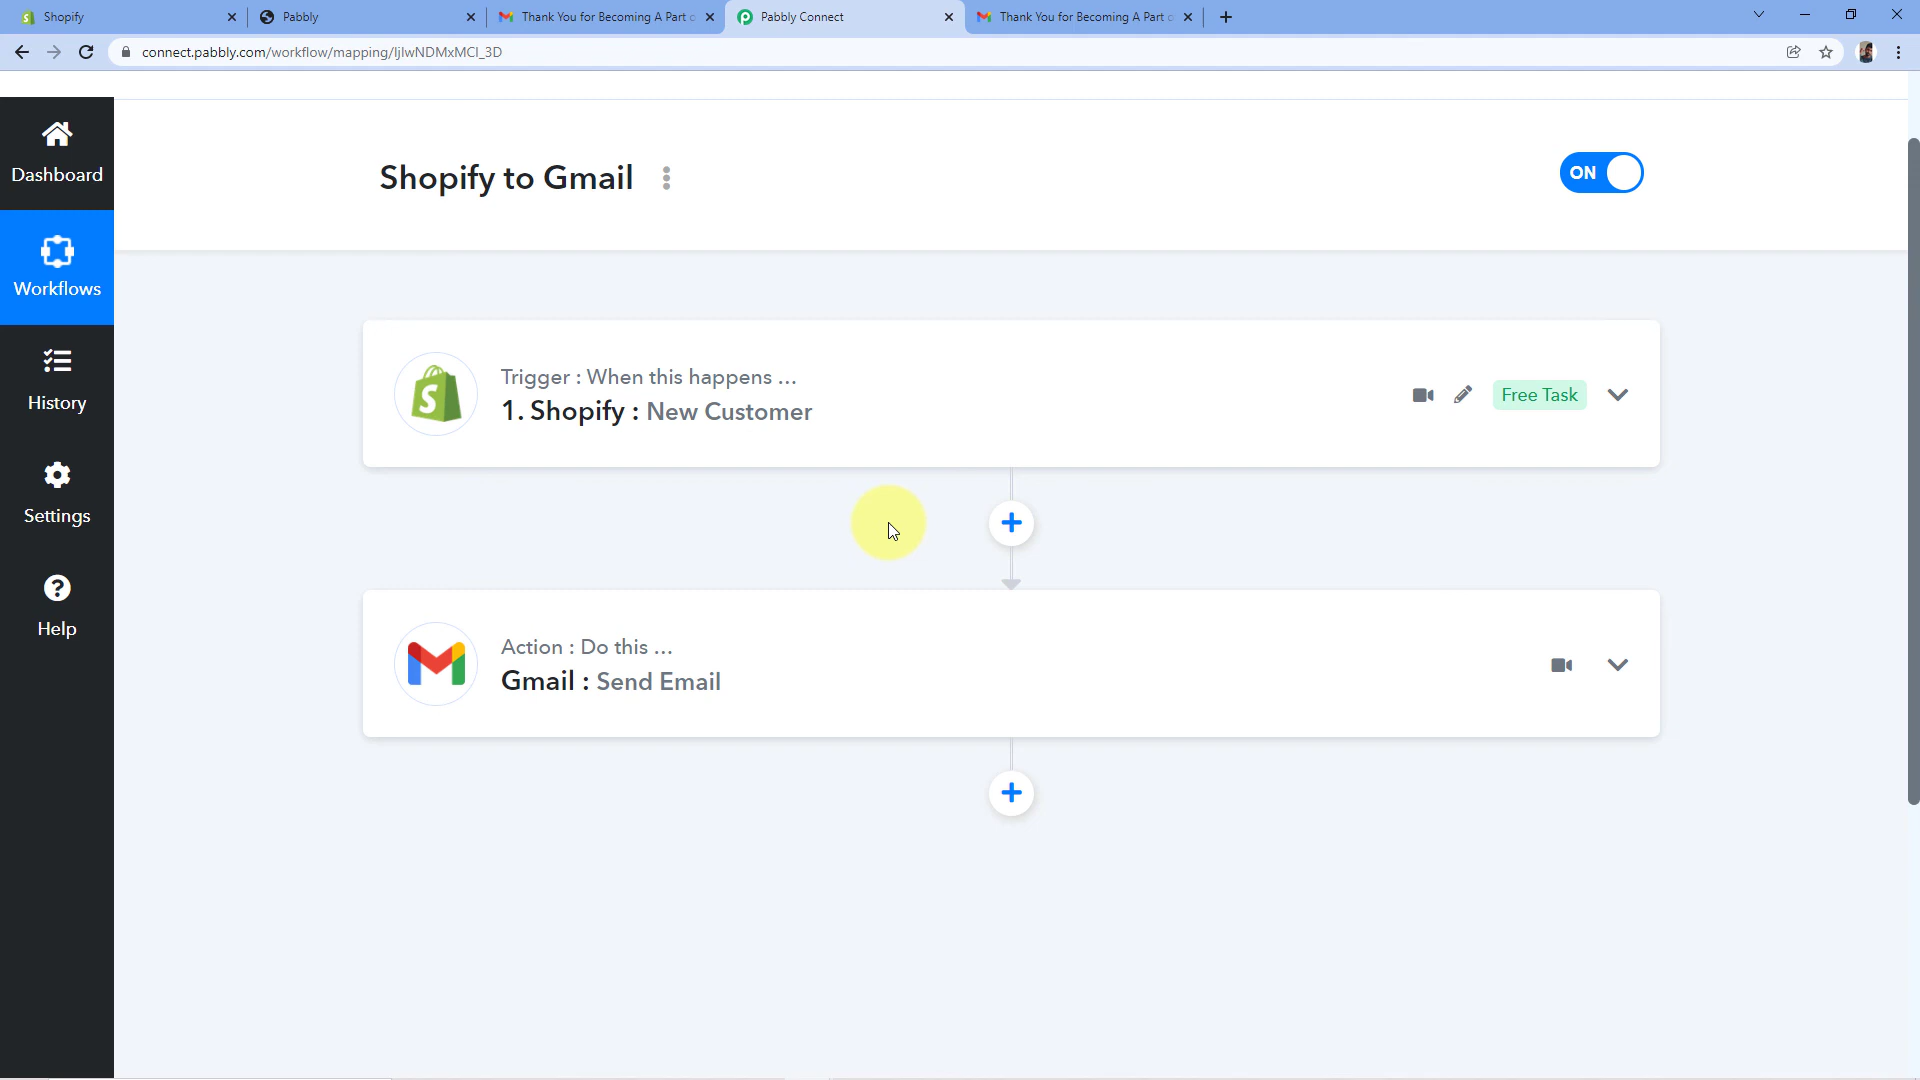 Shopify
Pabbly
Thank You for Becoming A Part o
Pabbly Connect
Thank You for Becoming A Part o
connect.pabbly.com/workflow/mapping/IjIwNDMxMCI_3D
Dashboard
Workflows
History
Settings
Help
Shopify to Gmail
ON
Trigger : When this happens ...
1. Shopify : New Customer
Free Task
Action : Do this ...
Gmail : Send Email